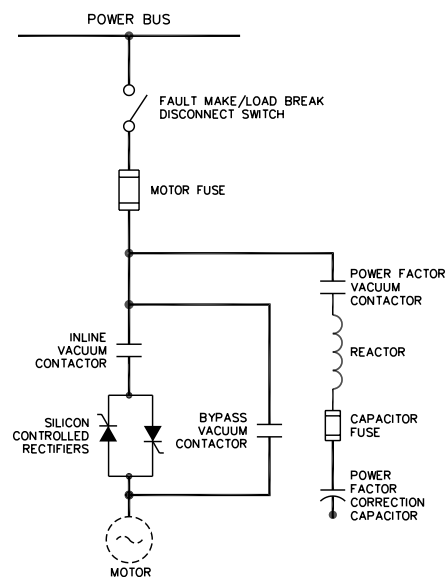 POWER BUS
FAULT MAKE/LOAD BREAK
DISCONNECT SWITCH
MOTOR FUSE
POWER FACTOR
VACUUM
CONTACTOR
INLINE
VACUUM
CONTACTOR
REACTOR
SILICON
CONTROLLED
RECTIFIERS
BYPASS
VACUUM
CONTACTOR
CAPACITOR
FUSE
POWER
FACTOR
CORRECTION
CAPACITOR
MOTOR